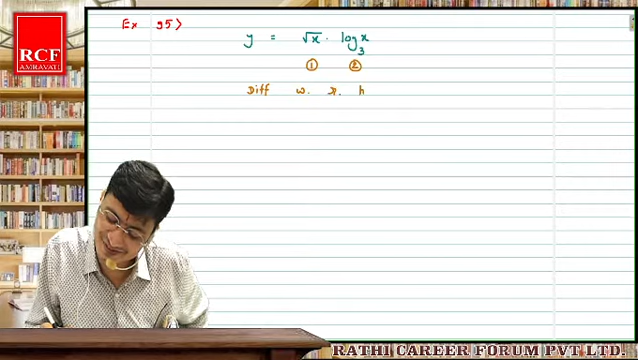 RCF
AMRAVATI
Ex 95>
y = √x · log₃x
① ②
Diff w. r. h
RATHI CAREER FORUM PVT LTD.